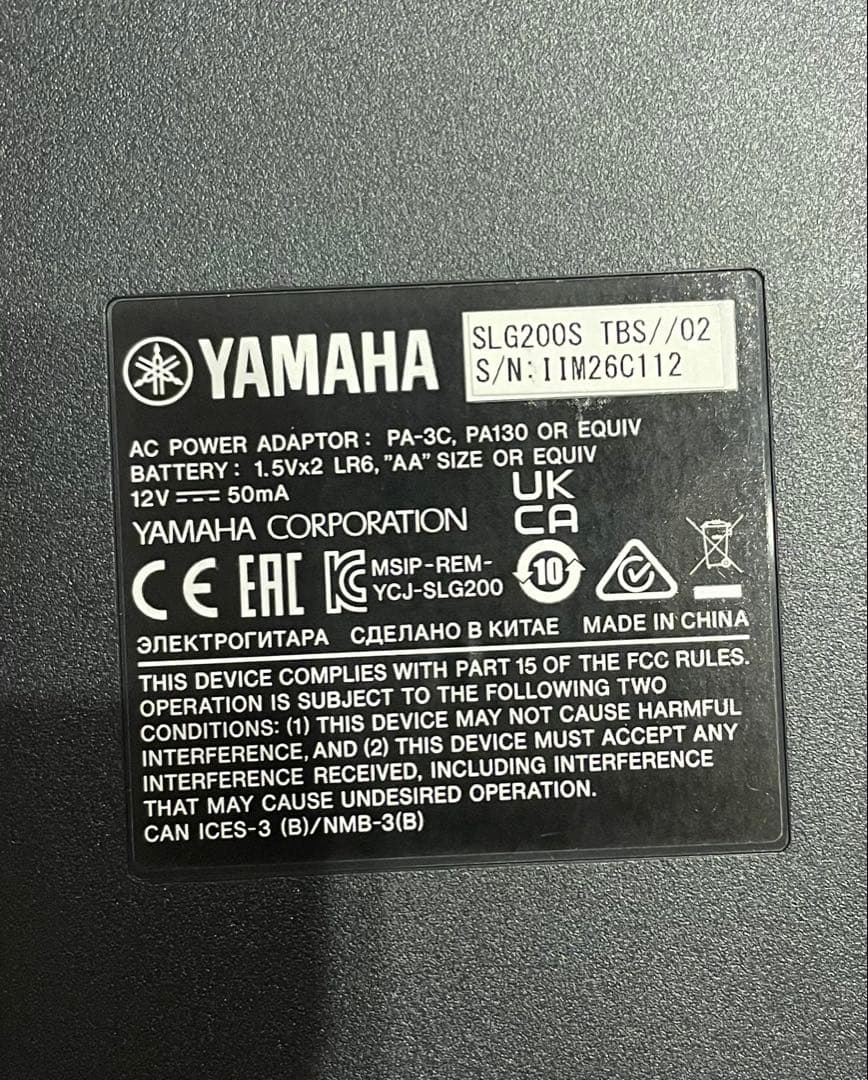 YAMAHA
SLG200S TBS//02
S/N:IIM26C112
AC POWER ADAPTOR: PA-3C, PA130 OR EQUIV
BATTERY: 1.5Vx2 LR6,"AA" SIZE OR EQUIV
12V ⎓ 50mA
YAMAHA CORPORATION
UK
CA
CE EAC KC MSIP-REM-
YCJ-SLG200
10
ЭЛЕКТРОГИТАРА СДЕЛАНО В КИТАЕ MADE IN CHINA
THIS DEVICE COMPLIES WITH PART 15 OF THE FCC RULES.
OPERATION IS SUBJECT TO THE FOLLOWING TWO
CONDITIONS: (1) THIS DEVICE MAY NOT CAUSE HARMFUL
INTERFERENCE, AND (2) THIS DEVICE MUST ACCEPT ANY
INTERFERENCE RECEIVED, INCLUDING INTERFERENCE
THAT MAY CAUSE UNDESIRED OPERATION.
CAN ICES-3 (B)/NMB-3(B)